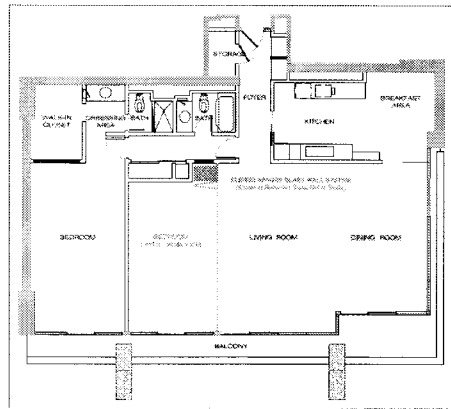 STORAGE
WALK-IN
CLOSET
DRESSING
AREA
BATH
BATH
FOYER
KITCHEN
BREAKFAST
AREA
BEDROOM
BEDROOM
LIVING ROOM
DINING ROOM
BALCONY